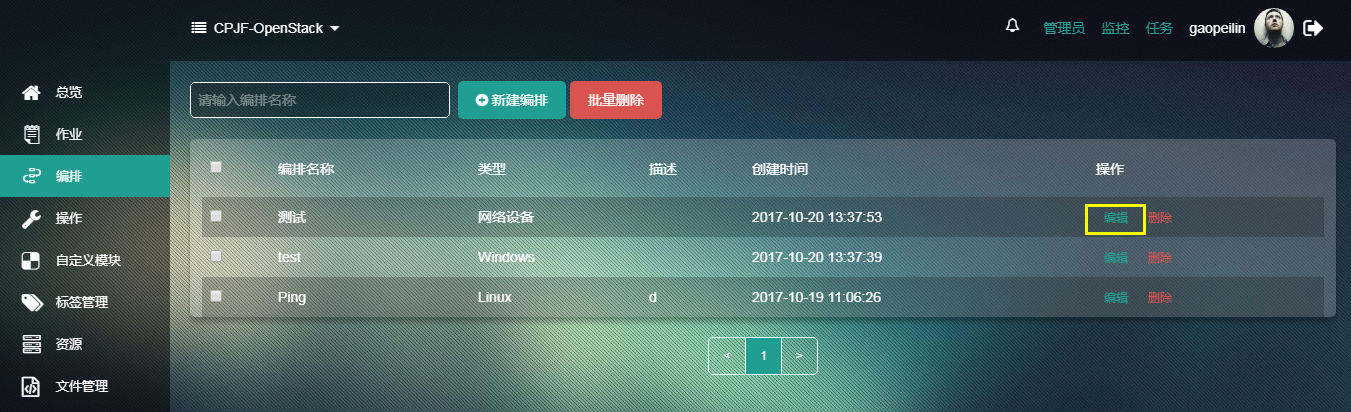 CPJF-OpenStack
管理员 监控 任务 gaopeilin
总览
作业
编排
操作
自定义模块
标签管理
资源
文件管理
请输入编排名称 新建编排 批量删除
编排名称 类型 描述 创建时间 操作
测试 网络设备 2017-10-20 13:37:53 编辑 删除
test Windows 2017-10-20 13:37:39 编辑 删除
Ping Linux d 2017-10-19 11:06:26 编辑 删除
< 1 >